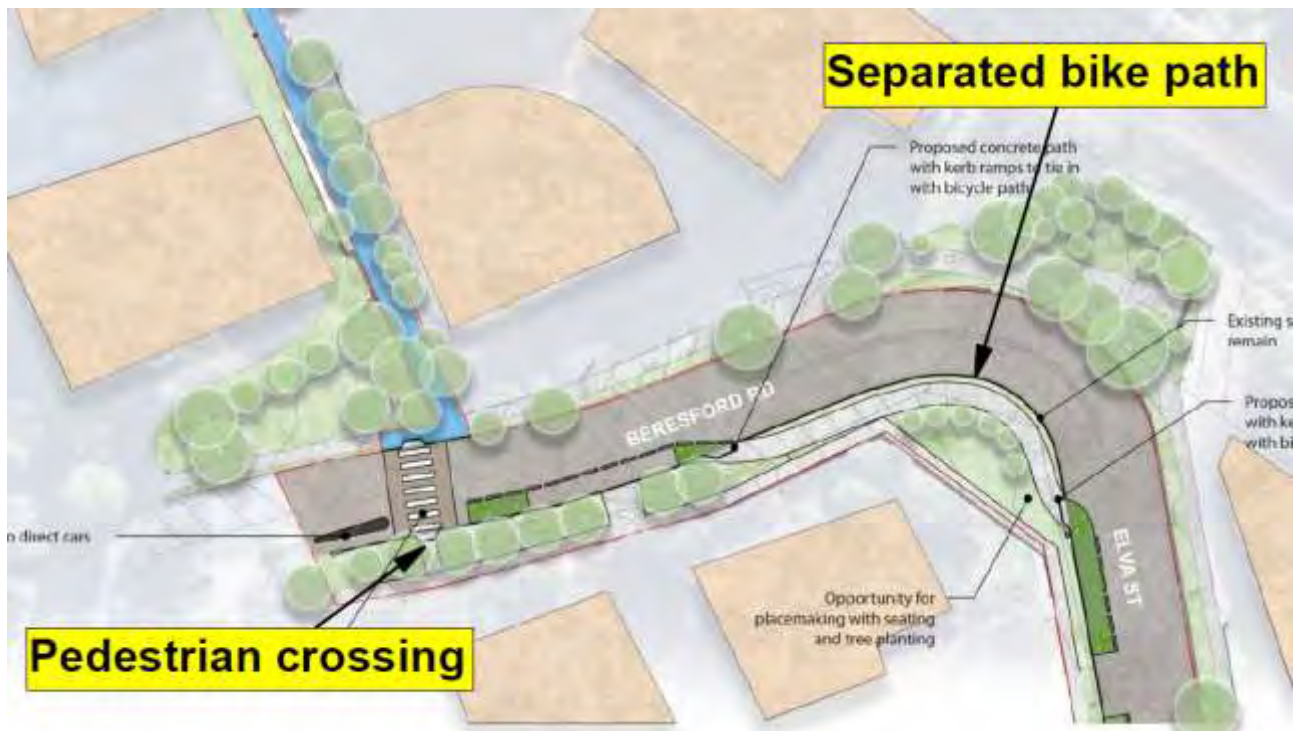 Separated bike path
Proposed concrete path
with kerb ramps to tie in
with bicycle path
Existing s
remain
BERESFORD RD
Propos
with ke
with bi
o direct cars
ELVA ST
Opportunity for
placemaking with seating
and tree planting
Pedestrian crossing